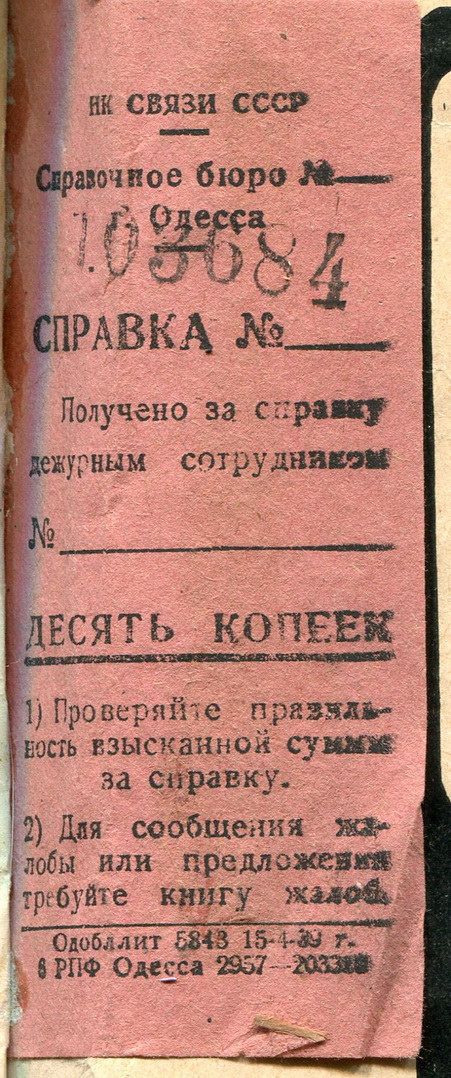 НК СВЯЗИ СССР
Справочное бюро №
г. Одесса
103684
СПРАВКА №
Получено за справку
дежурным сотрудником
№
ДЕСЯТЬ КОПЕЕК
1) Проверяйте правиль-
ность взысканной суммы
за справку.
2) Для сообщения жа-
лобы или предложения
требуйте книгу жалоб.
Одобллит 5843 15-4-39 г.
6 РПФ Одесса 2957—